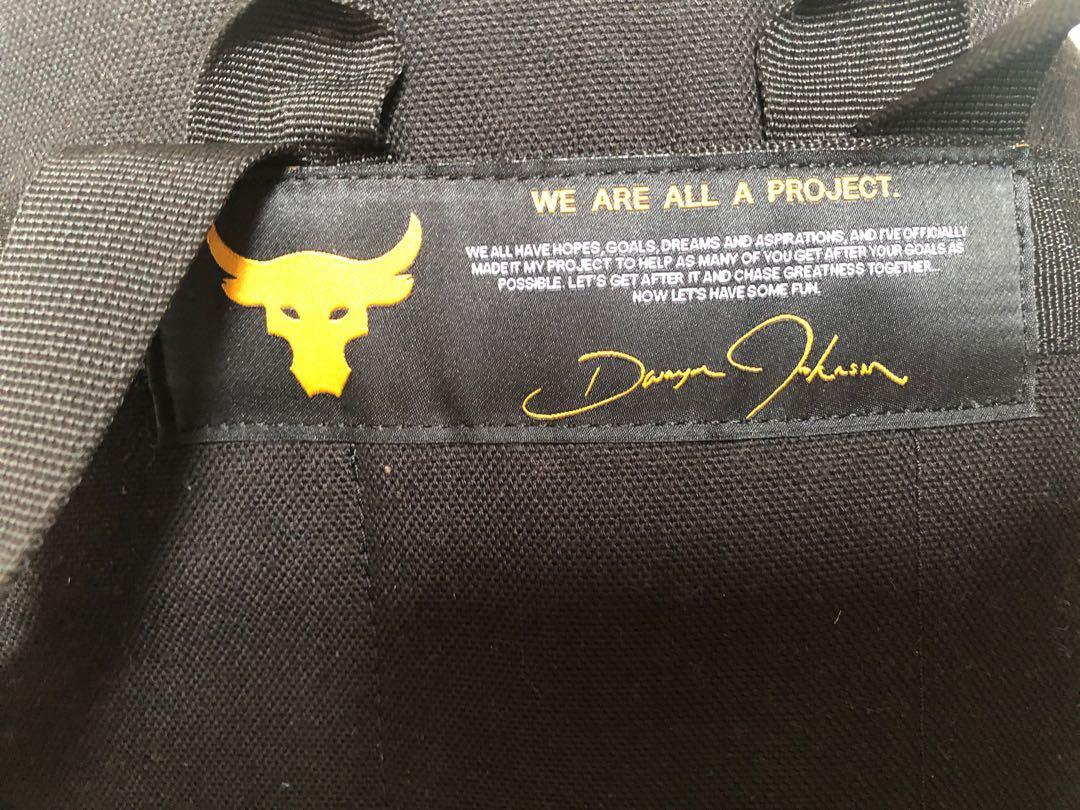 WE ARE ALL A PROJECT.
WE ALL HAVE HOPES, GOALS, DREAMS AND ASPIRATIONS, AND I'VE OFFICIALLY
MADE IT MY PROJECT TO HELP AS MANY OF YOU GET AFTER YOUR GOALS AS
POSSIBLE. LET'S GET AFTER IT AND CHASE GREATNESS TOGETHER...
NOW LET'S HAVE SOME FUN.
Dwayne Johnson